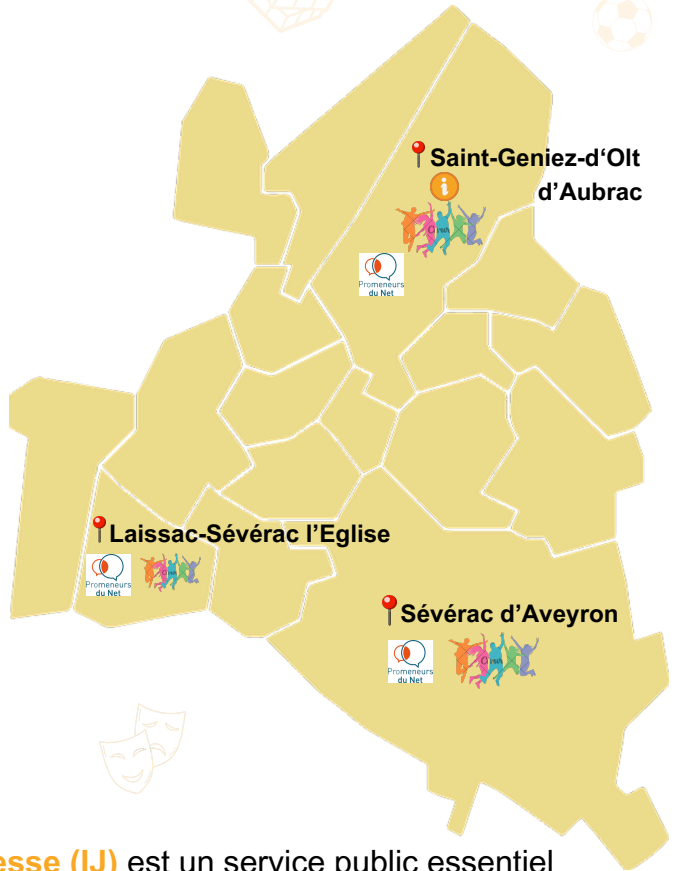 Saint-Geniez-d‘Olt
d’Aubrac
i
Promeneurs
du Net
Laissac-Sévérac l’Eglise
Promeneurs
du Net
Sévérac d’Aveyron
Promeneurs
du Net
esse (IJ) est un service public essentiel